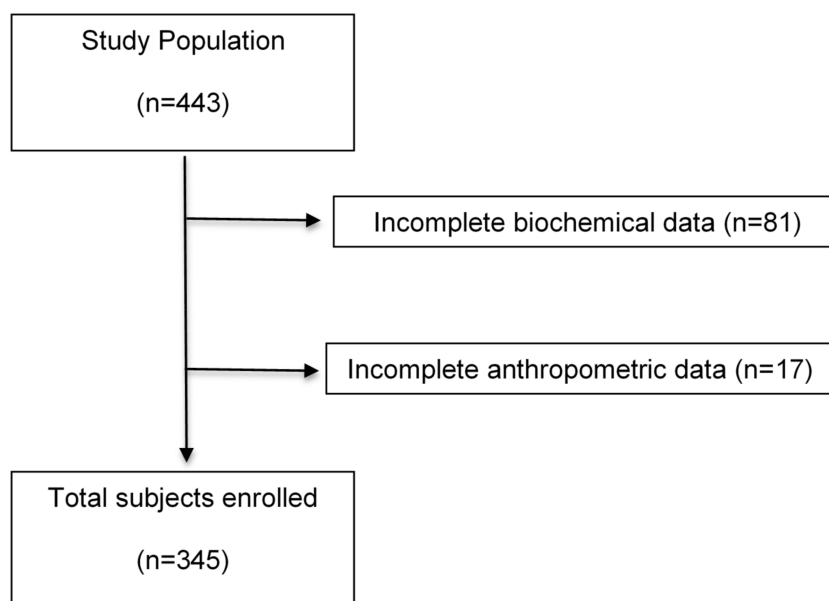 Study Population
(n=443)
Incomplete biochemical data (n=81)
Incomplete anthropometric data (n=17)
Total subjects enrolled
(n=345)